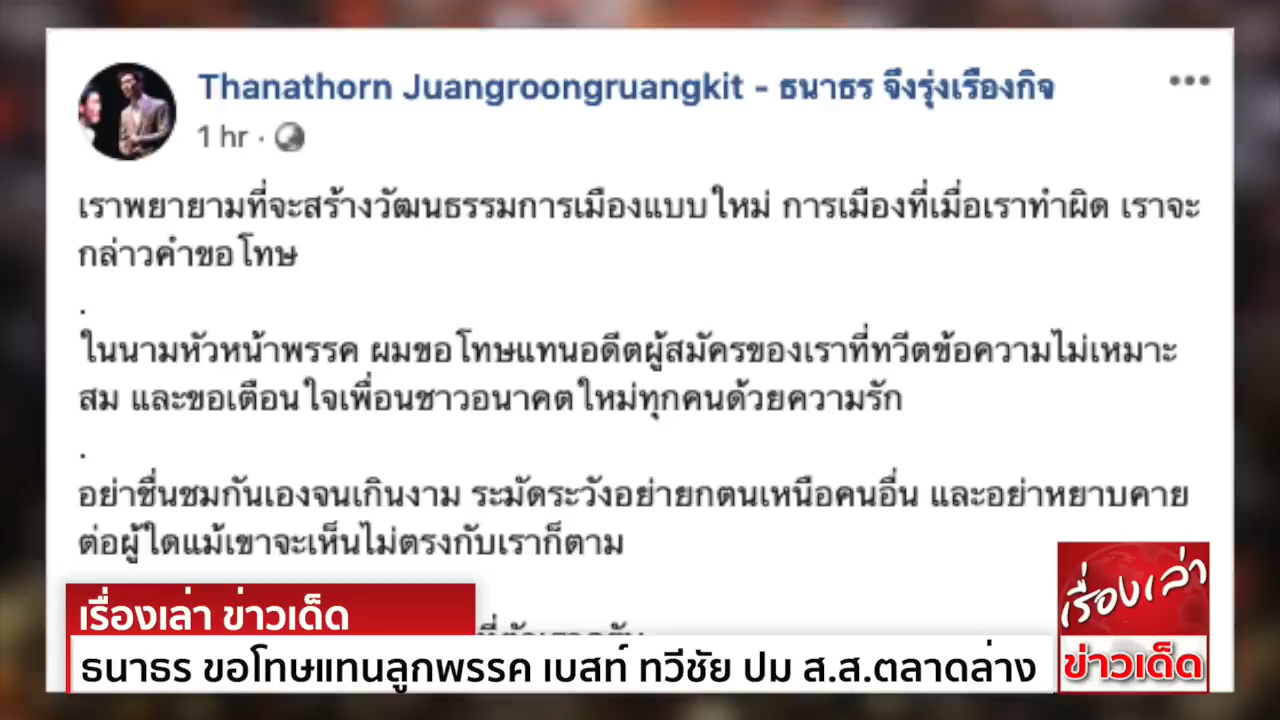 Thanathorn Juangroongruangkit - ธนาธร จึงรุ่งเรืองกิจ
1 hr ·
เราพยายามที่จะสร้างวัฒนธรรมการเมืองแบบใหม่ การเมืองที่เมื่อเราทำผิด เราจะ
กล่าวคำขอโทษ
.
ในนามหัวหน้าพรรค ผมขอโทษแทนอดีตผู้สมัครของเราที่ทวีตข้อความไม่เหมาะ
สม และขอเตือนใจเพื่อนชาวอนาคตใหม่ทุกคนด้วยความรัก
.
อย่าชื่นชมกันเองจนเกินงาม ระมัดระวังอย่ายกตนเหนือคนอื่น และอย่าหยาบคาย
ต่อผู้ใดแม้เขาจะเห็นไม่ตรงกับเราก็ตาม
เรื่องเล่า ข่าวเด็ด
ธนาธร ขอโทษแทนลูกพรรค เบสท์ ทวีชัย ปม ส.ส.ตลาดล่าง
เรื่องเล่า
ข่าวเด็ด